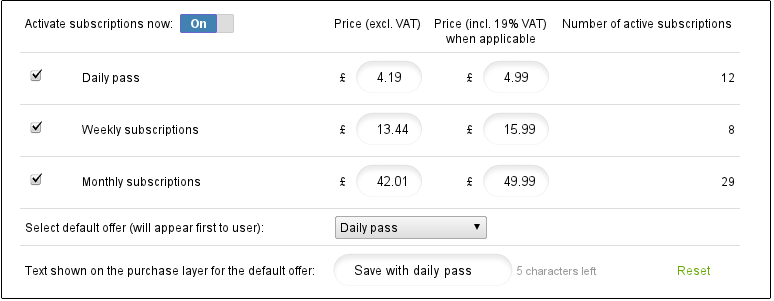 Activate subscriptions now: On Price (excl. VAT) Price (incl. 19% VAT) when applicable Number of active subscriptions
Daily pass £ 4.19 £ 4.99 12
Weekly subscriptions £ 13.44 £ 15.99 8
Monthly subscriptions £ 42.01 £ 49.99 29
Select default offer (will appear first to user): Daily pass
Text shown on the purchase layer for the default offer: Save with daily pass 5 characters left Reset